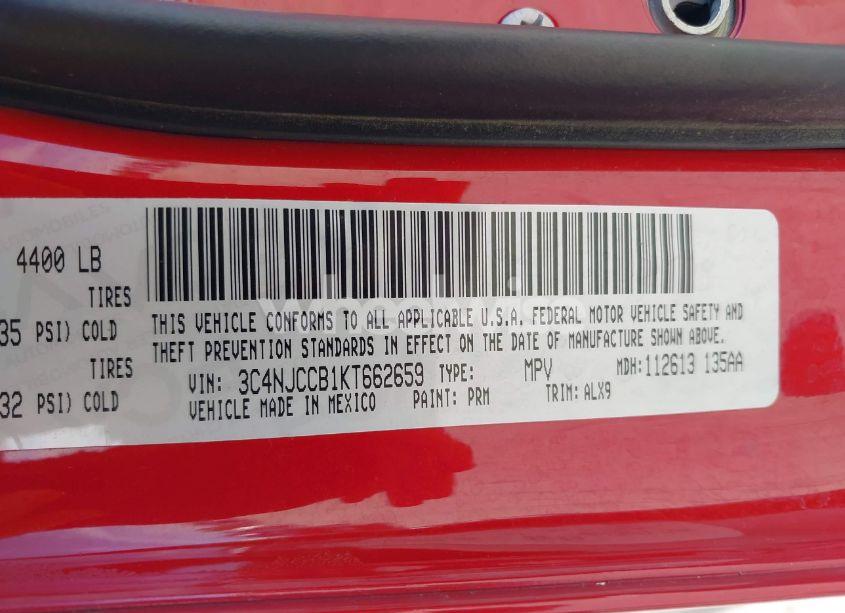 4400 LB
TIRES
35 PSI) COLD
THIS VEHICLE CONFORMS TO ALL APPLICABLE U.S.A. FEDERAL MOTOR VEHICLE SAFETY AND
THEFT PREVENTION STANDARDS IN EFFECT ON THE DATE OF MANUFACTURE SHOWN ABOVE.
TIRES
VIN: 3C4NJCCB1KT662659 TYPE: MPV MDH:112613 135AA
32 PSI) COLD
VEHICLE MADE IN MEXICO PAINT: PRM TRIM: ALX9